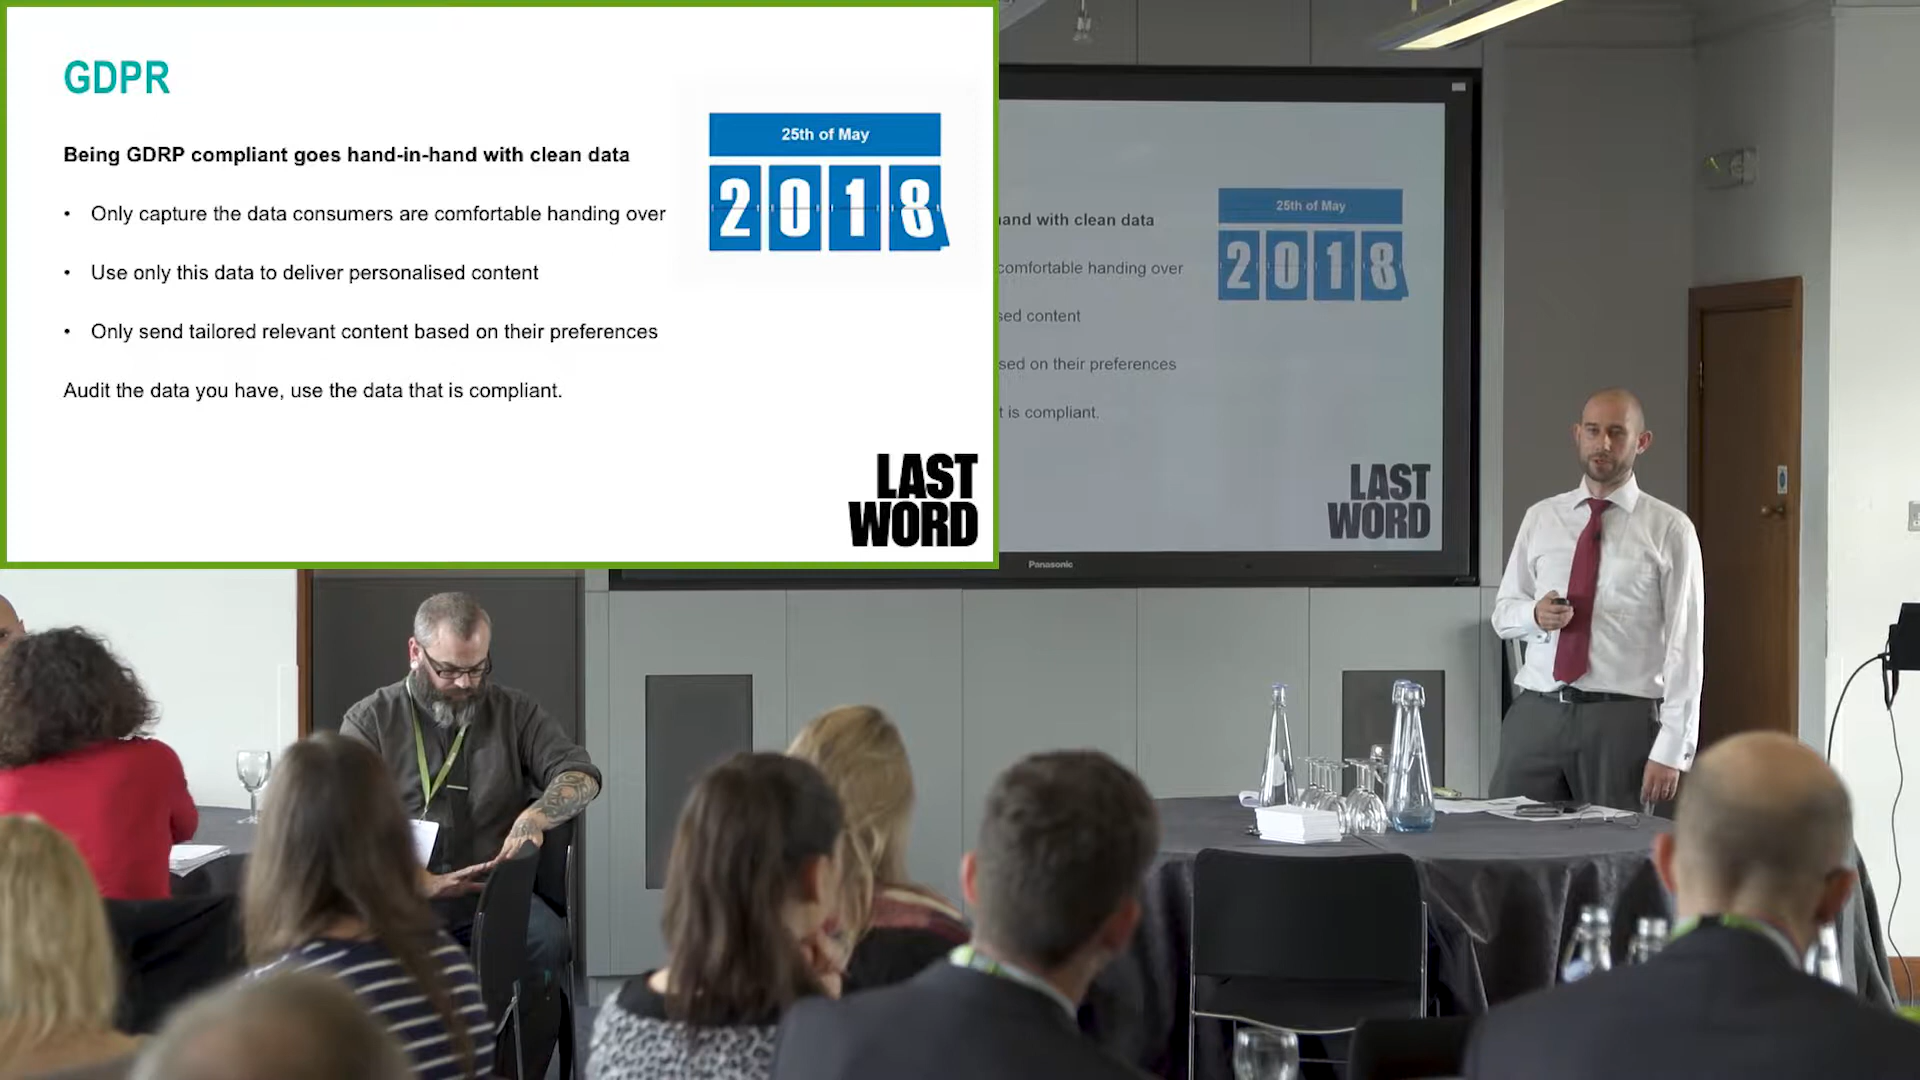 GDPR
25th of May
2018
Being GDRP compliant goes hand-in-hand with clean data
• Only capture the data consumers are comfortable handing over
• Use only this data to deliver personalised content
• Only send tailored relevant content based on their preferences
Audit the data you have, use the data that is compliant.
LAST
WORD
25th of May
2018
hand with clean data
comfortable handing over
sed content
sed on their preferences
t is compliant.
LAST
WORD
Panasonic